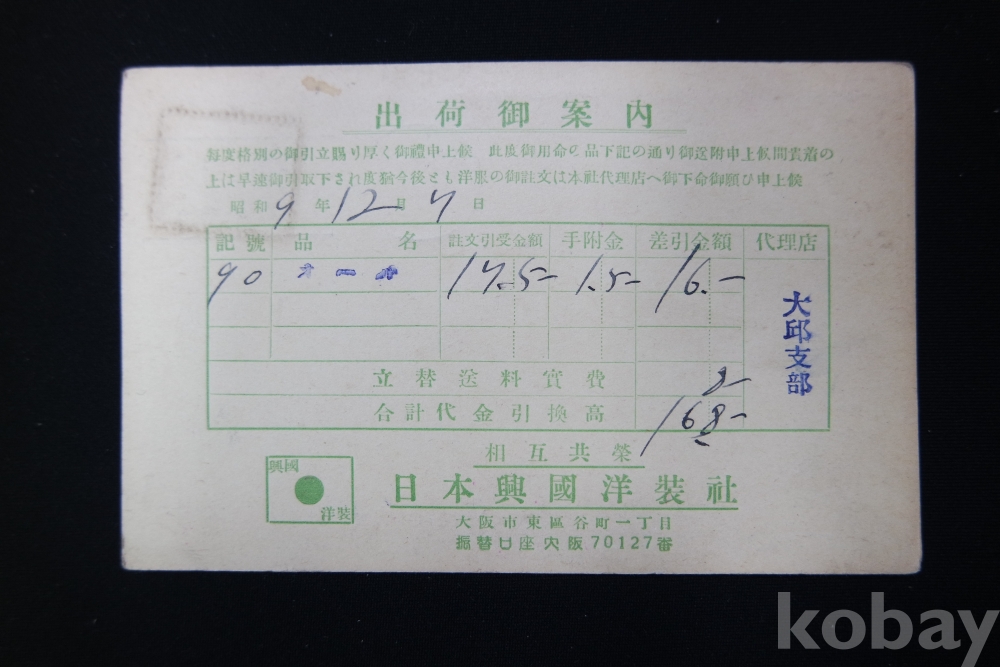 出荷御案内
每度格別の御引立賜り厚く御禮申上候 此度御用命の品下記の通り御送附申上候間貨着の
上は早速御引取下され度猶今後とも洋服の御註文は本社代理店へ御下命御願ひ申上候
昭和 9 年 12 月 7 日
記號 品名 註文引受金額 手附金 差引金額 代理店
90 オーバ 17.5- 1.5- 16.-
大邱支部
立替送料實費 8-
合計代金引換高 168-
相互共榮
興國
洋裝
日本興國洋裝社
大阪市東區谷町一丁目
振替口座大阪70127番
kobay